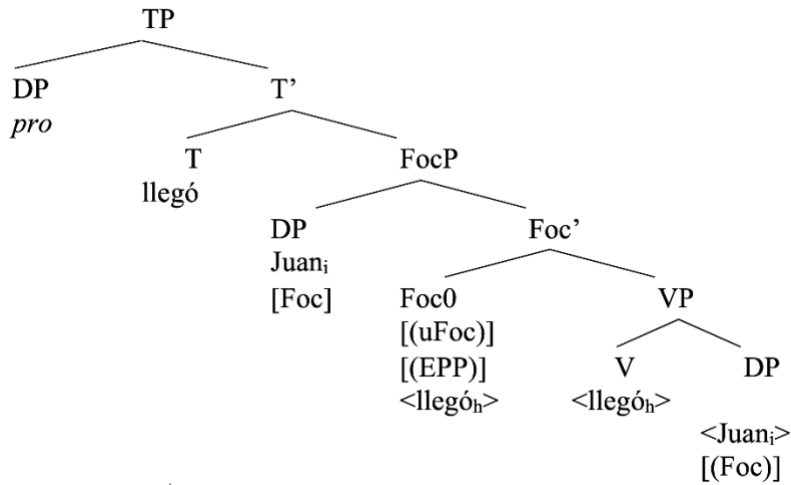 TP
DP T’
pro
T FocP
llegó
DP Foc’
Juanᵢ
[Foc] Foc0 VP
[(uFoc)]
[(EPP)] V DP
<llegóₕ> <llegóₕ>
<Juanᵢ>
[(Foc)]